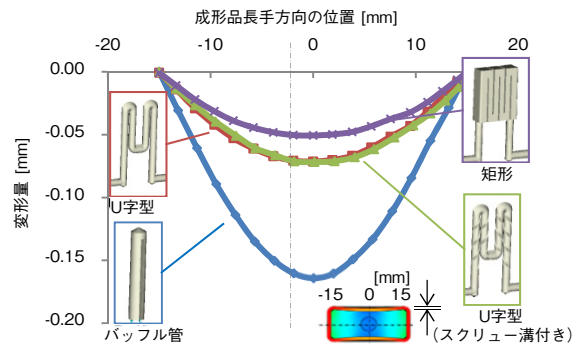 成形品長手方向の位置 [mm]
-20 -10 0 10 20
0.00
-0.05
-0.10
-0.15
-0.20
変形量 [mm]
U字型
矩形
バッフル管
[mm]
-15 0 15
U字型
(スクリュー溝付き)